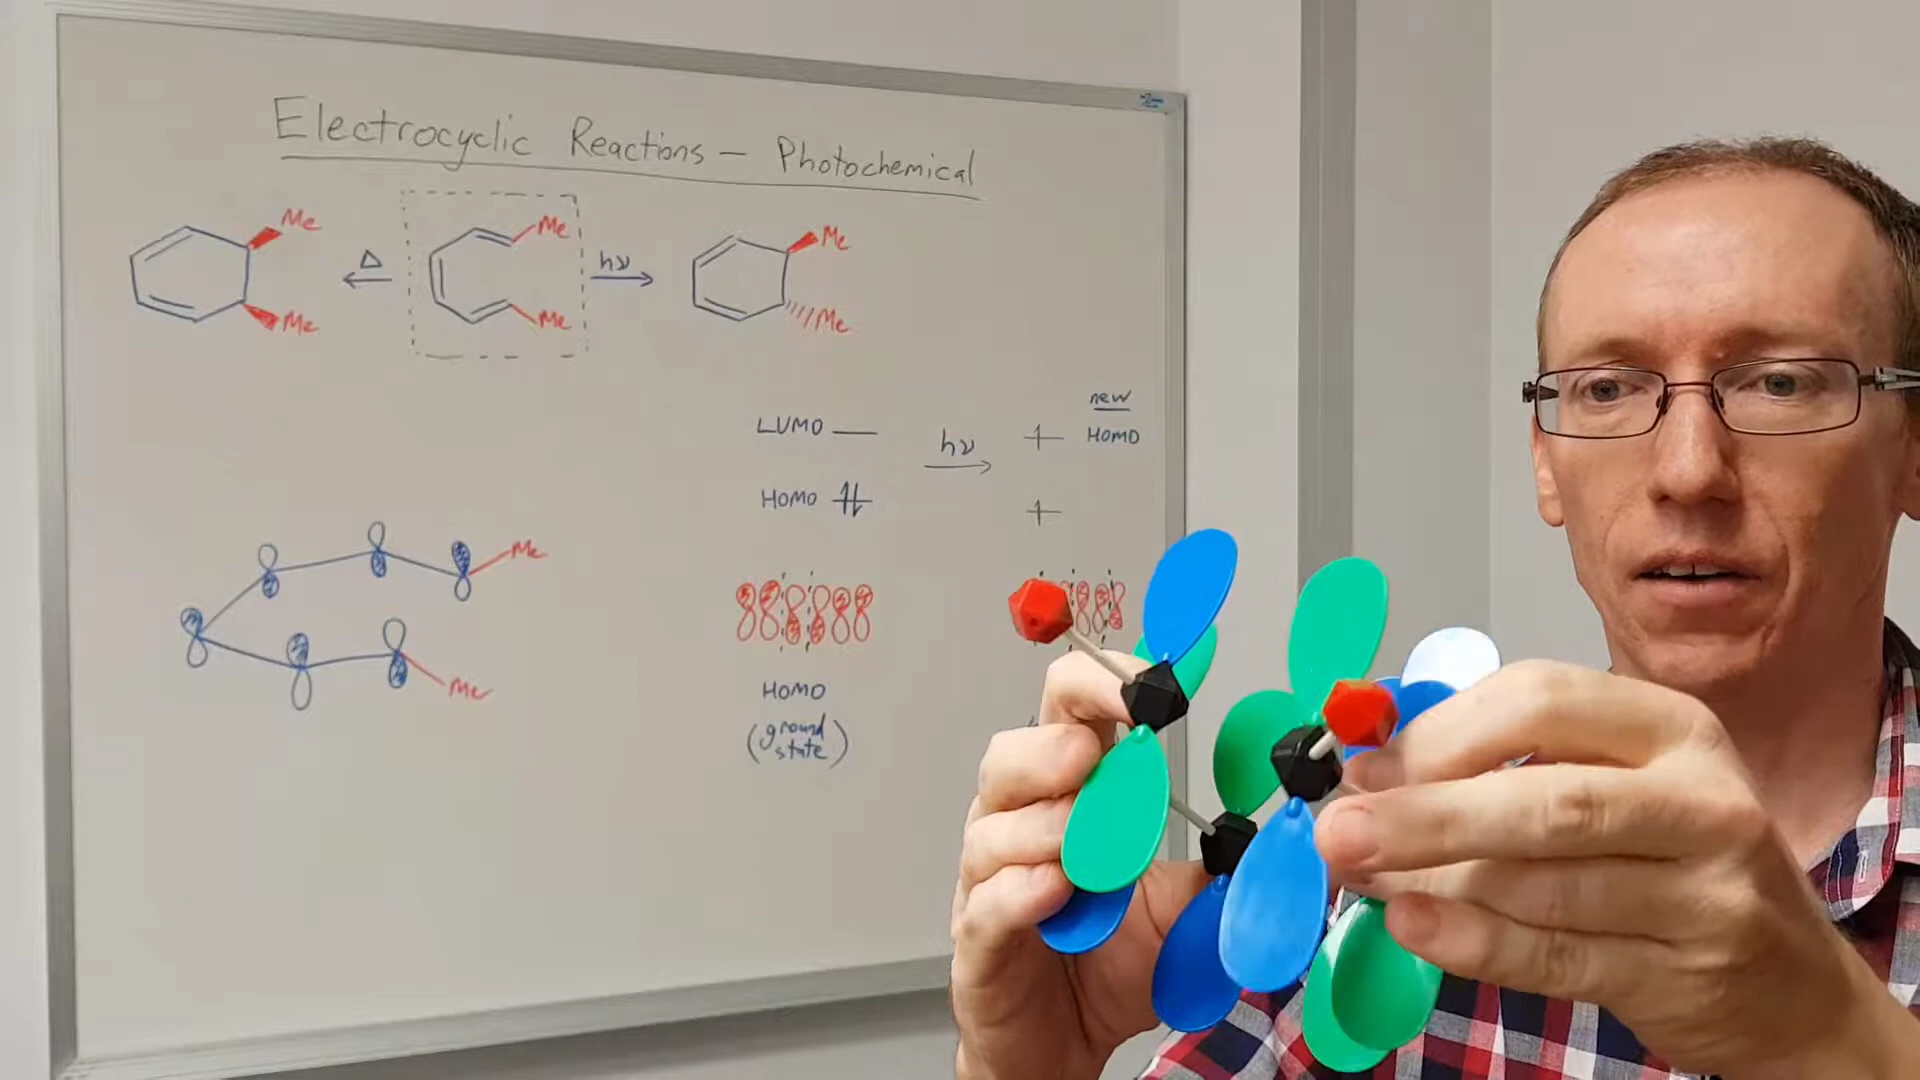 Electrocyclic Reactions – Photochemical
Me
Me
Δ
Me
Me
hν
Me
Me
LUMO
HOMO
hν
new
HOMO
Me
Me
HOMO
(ground state)